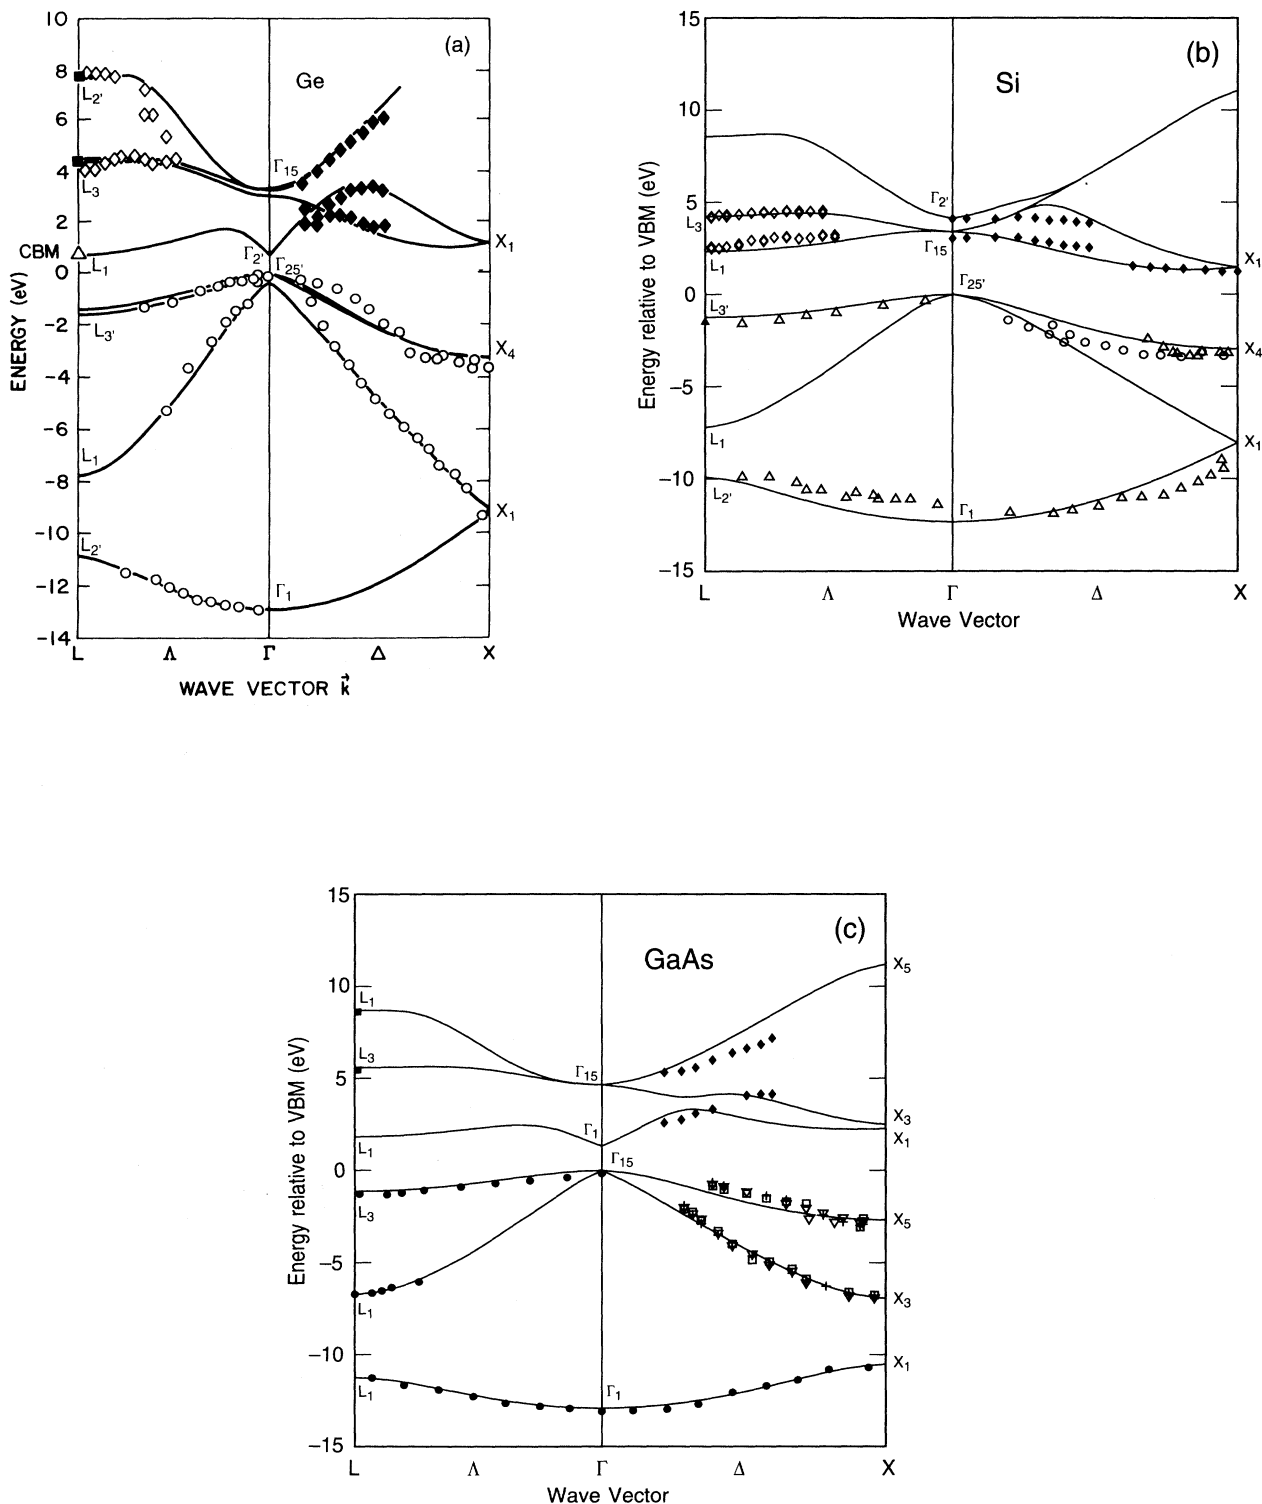 (a)
Ge
10
8
6
4
2
CBM
0
-2
-4
-6
-8
-10
-12
-14
ENERGY (eV)
L2'
L3
L1
L3'
L1
L2'
Γ15
Γ2'
Γ25'
Γ1
X1
X4
X1
L
Λ
Γ
Δ
X
WAVE VECTOR k⃗
(b)
Si
15
10
5
0
−5
−10
−15
Energy relative to VBM (eV)
L3
L1
L3'
L1
L2'
Γ2'
Γ15
Γ25'
Γ1
X1
X4
X1
L
Λ
Γ
Δ
X
Wave Vector
(c)
GaAs
15
10
5
0
−5
−10
−15
Energy relative to VBM (eV)
L1
L3
L1
L3
L1
L1
Γ15
Γ1
Γ15
Γ1
X5
X3
X1
X5
X3
X1
L
Λ
Γ
Δ
X
Wave Vector